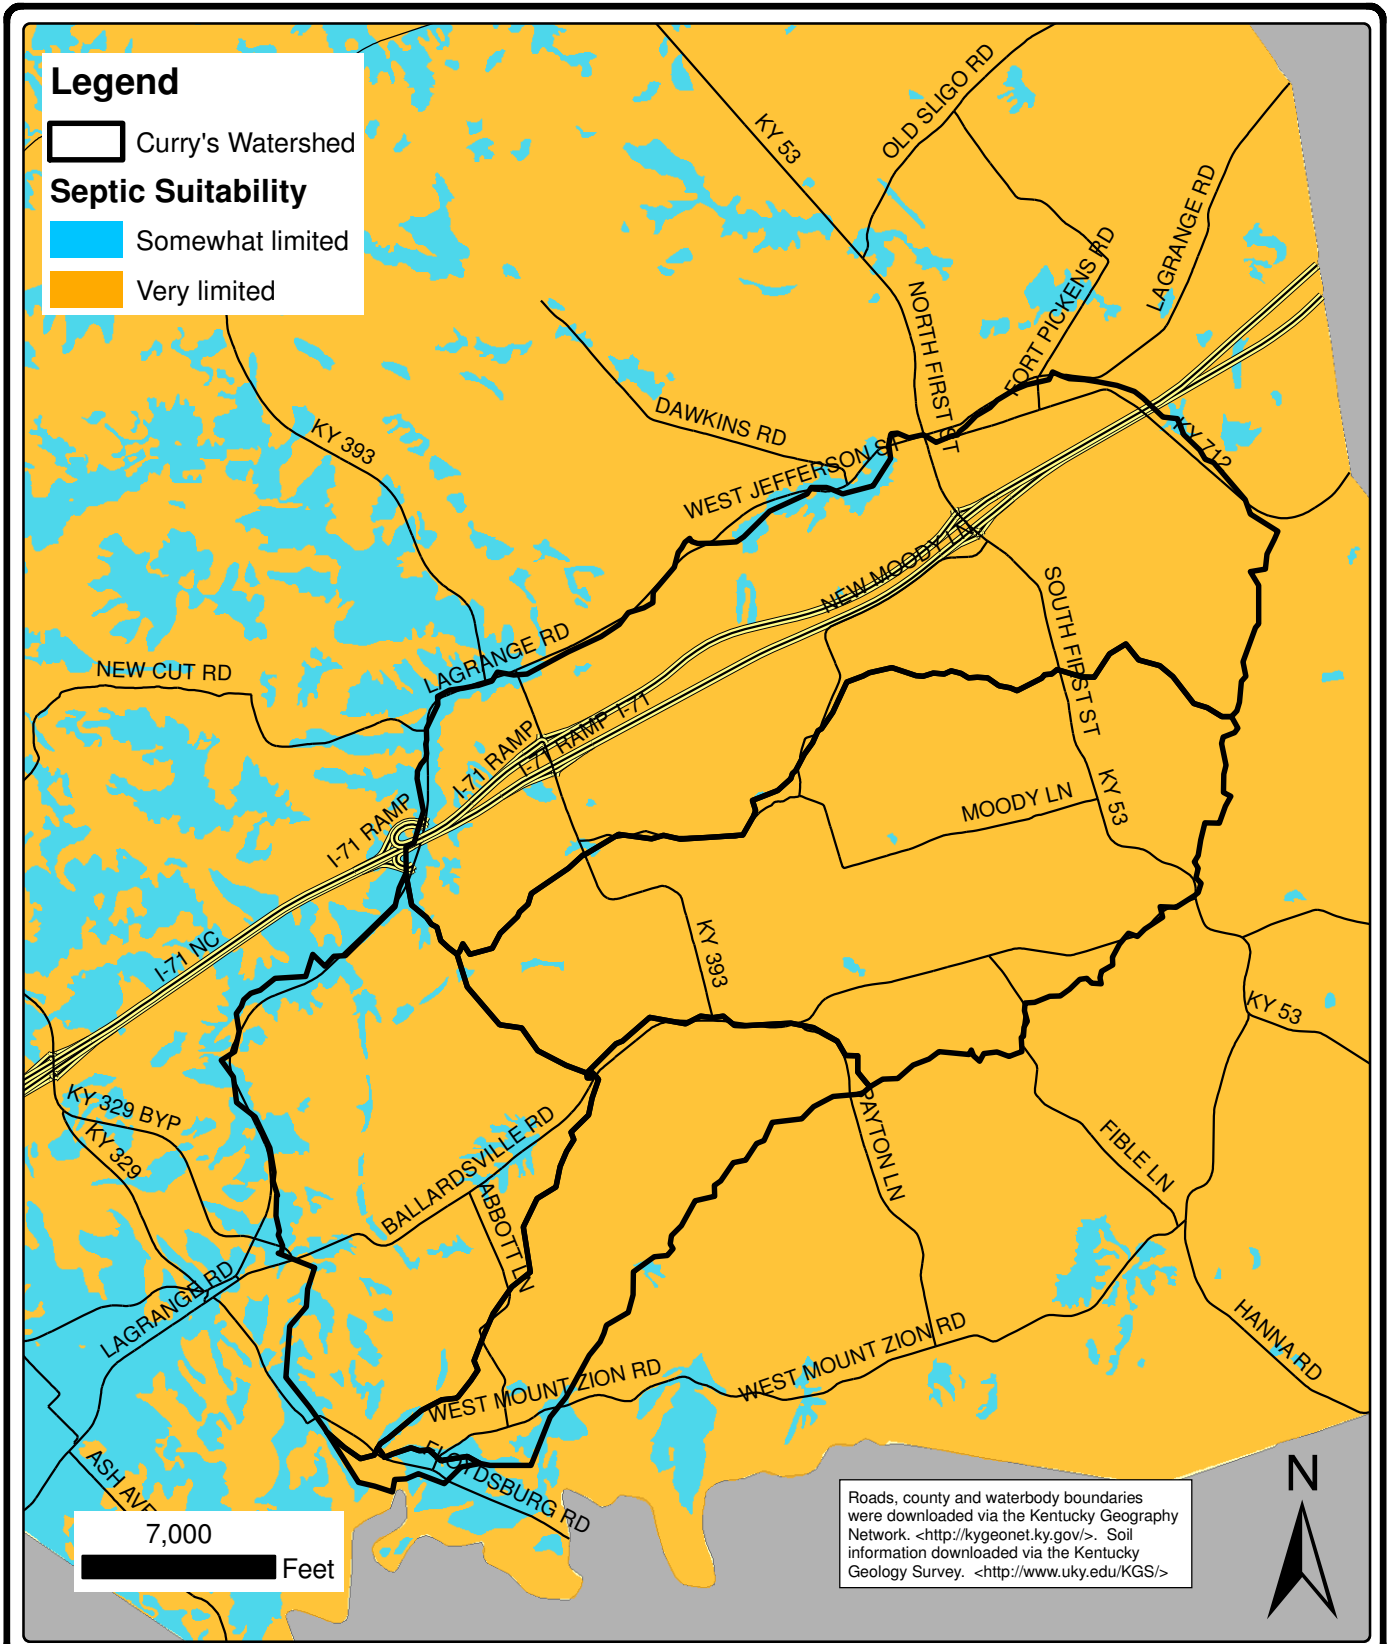 Legend
Curry's Watershed
Septic Suitability
Somewhat limited
Very limited
KY 53
OLD SLIGO RD
LAGRANGE RD
FORT PICKENS RD
NORTH FIRST ST
DAWKINS RD
KY 393
WEST JEFFERSON ST
KY 712
NEW MOODY LN
SOUTH FIRST ST
LAGRANGE RD
NEW CUT RD
I-71 RAMP
I-71 RAMP
I-71
I-71 RAMP
KY 53
MOODY LN
I-71 NC
KY 393
KY 53
KY 329 BYP
KY 329
BALLARDSVILLE RD
ABBOTT LN
PAYTON LN
FIBLE LN
LAGRANGE RD
WEST MOUNT ZION RD
WEST MOUNT ZION RD
HANNA RD
FLOYDSBURG RD
ASH AVE
N
7,000
Feet
Roads, county and waterbody boundaries
were downloaded via the Kentucky Geography
Network. <http://kygeonet.ky.gov/>. Soil
information downloaded via the Kentucky
Geology Survey. <http://www.uky.edu/KGS/>